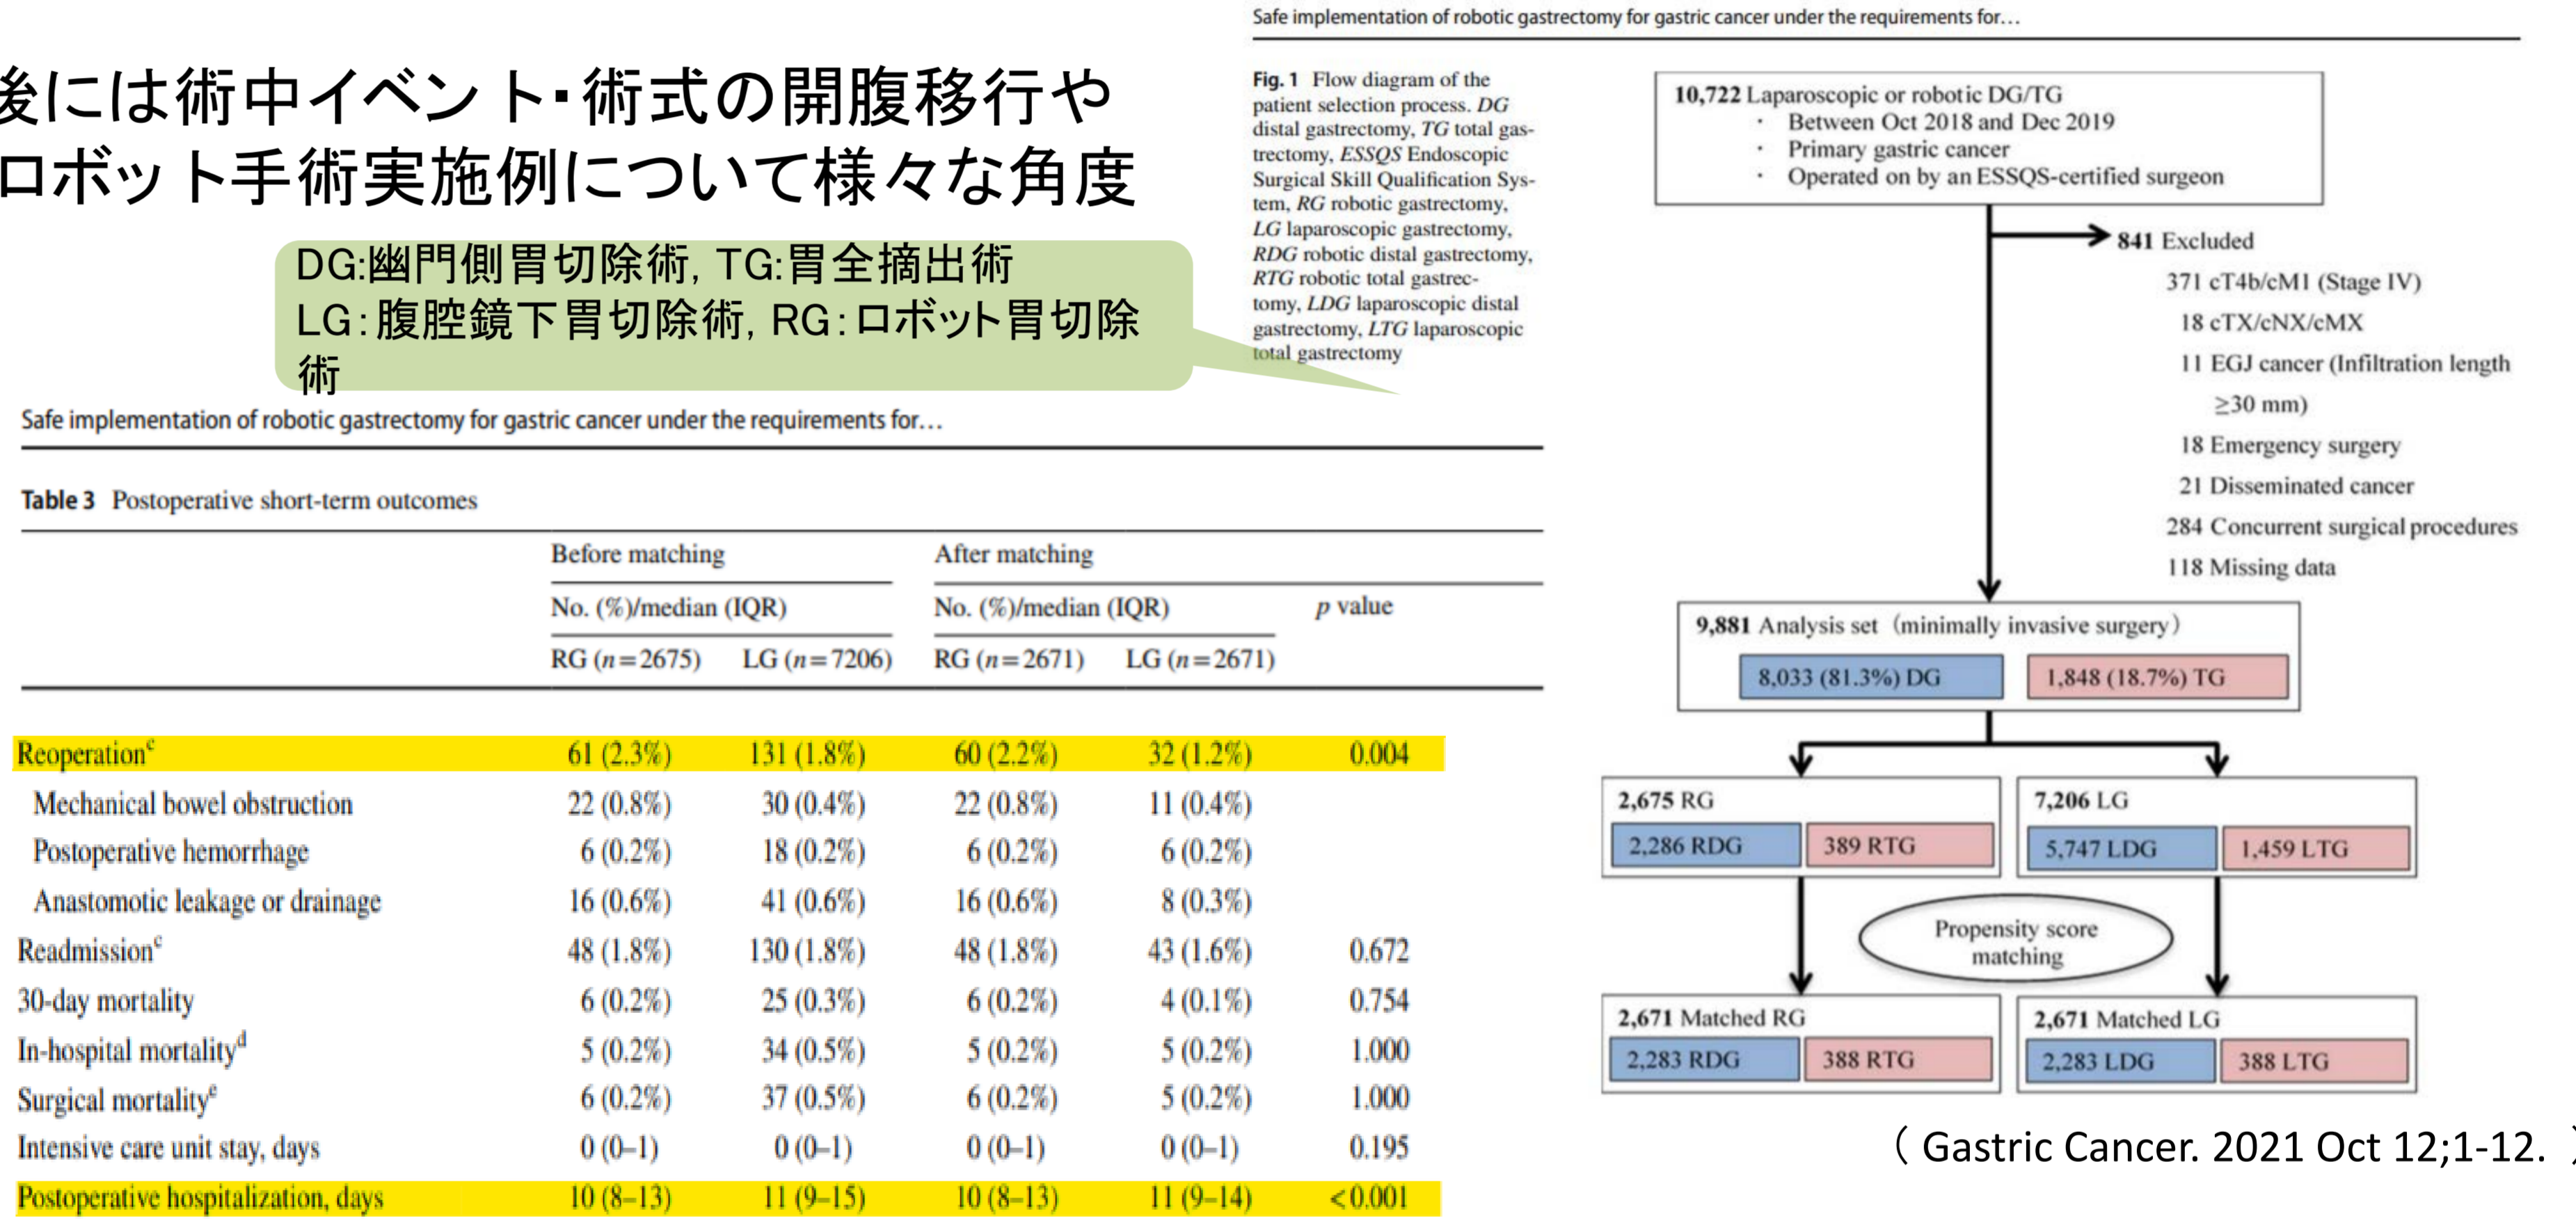 後には術中イベント・術式の開腹移行や
ロボット手術実施例について様々な角度
DG:幽門側胃切除術, TG:胃全摘出術
LG:腹腔鏡下胃切除術, RG:ロボット胃切除
術
Safe implementation of robotic gastrectomy for gastric cancer under the requirements for…
Table 3 Postoperative short-term outcomes
Before matching After matching
No. (%)/median (IQR) No. (%)/median (IQR) p value
RG (n=2675) LG (n=7206) RG (n=2671) LG (n=2671)
Reoperationᶜ 61 (2.3%) 131 (1.8%) 60 (2.2%) 32 (1.2%) 0.004
Mechanical bowel obstruction 22 (0.8%) 30 (0.4%) 22 (0.8%) 11 (0.4%)
Postoperative hemorrhage 6 (0.2%) 18 (0.2%) 6 (0.2%) 6 (0.2%)
Anastomotic leakage or drainage 16 (0.6%) 41 (0.6%) 16 (0.6%) 8 (0.3%)
Readmissionᶜ 48 (1.8%) 130 (1.8%) 48 (1.8%) 43 (1.6%) 0.672
30-day mortality 6 (0.2%) 25 (0.3%) 6 (0.2%) 4 (0.1%) 0.754
In-hospital mortalityᵈ 5 (0.2%) 34 (0.5%) 5 (0.2%) 5 (0.2%) 1.000
Surgical mortalityᵉ 6 (0.2%) 37 (0.5%) 6 (0.2%) 5 (0.2%) 1.000
Intensive care unit stay, days 0 (0–1) 0 (0–1) 0 (0–1) 0 (0–1) 0.195
Postoperative hospitalization, days 10 (8–13) 11 (9–15) 10 (8–13) 11 (9–14) <0.001
Safe implementation of robotic gastrectomy for gastric cancer under the requirements for…
Fig. 1 Flow diagram of the
patient selection process. DG
distal gastrectomy, TG total gas-
trectomy, ESSQS Endoscopic
Surgical Skill Qualification Sys-
tem, RG robotic gastrectomy,
LG laparoscopic gastrectomy,
RDG robotic distal gastrectomy,
RTG robotic total gastrec-
tomy, LDG laparoscopic distal
gastrectomy, LTG laparoscopic
total gastrectomy
10,722 Laparoscopic or robotic DG/TG
・ Between Oct 2018 and Dec 2019
・ Primary gastric cancer
・ Operated on by an ESSQS-certified surgeon
841 Excluded
371 cT4b/cM1 (Stage IV)
18 cTX/cNX/cMX
11 EGJ cancer (Infiltration length
≥30 mm)
18 Emergency surgery
21 Disseminated cancer
284 Concurrent surgical procedures
118 Missing data
9,881 Analysis set (minimally invasive surgery)
8,033 (81.3%) DG 1,848 (18.7%) TG
2,675 RG 7,206 LG
2,286 RDG 389 RTG 5,747 LDG 1,459 LTG
Propensity score
matching
2,671 Matched RG 2,671 Matched LG
2,283 RDG 388 RTG 2,283 LDG 388 LTG
( Gastric Cancer. 2021 Oct 12;1-12. )